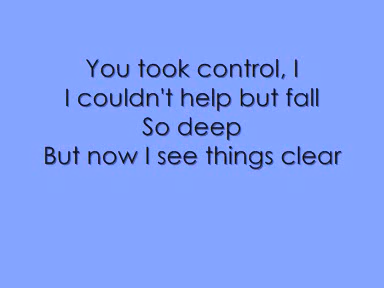 You took control, I
I couldn't help but fall
So deep
But now I see things clear